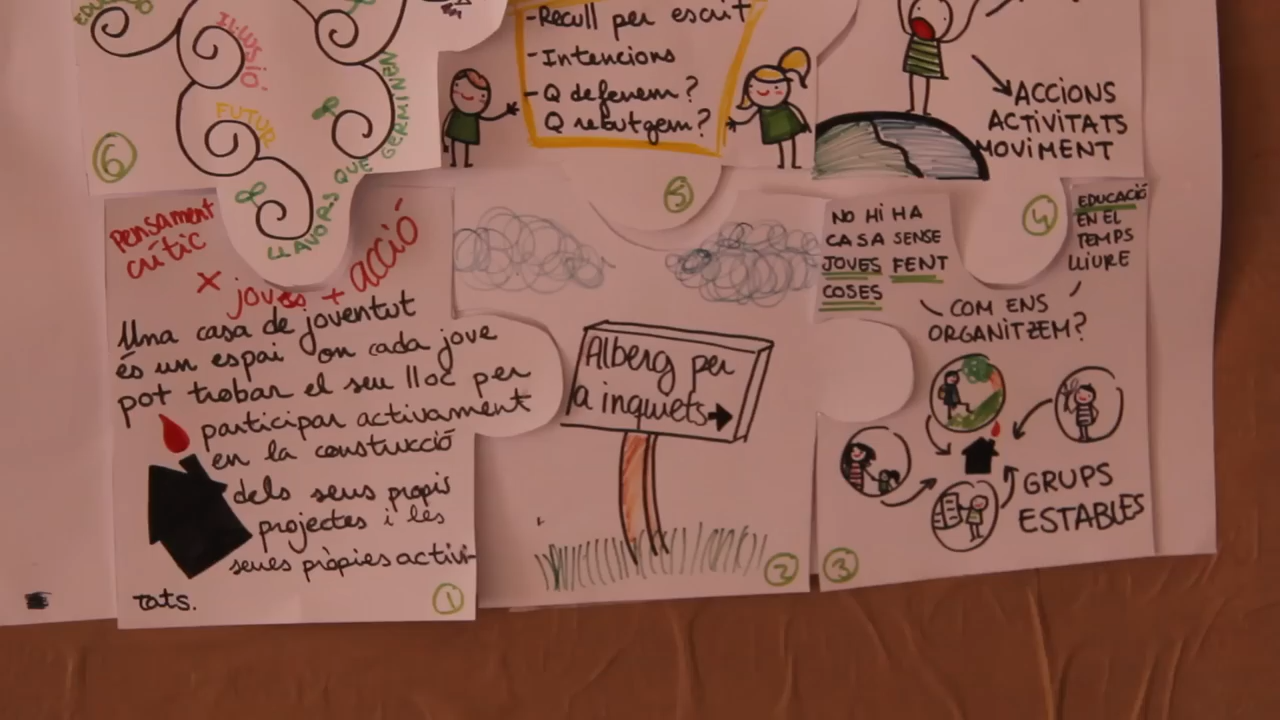 IL·LUSIÓ
FUTUR
LLAVORS QUE GERMINEN
6
-Recull per escrit
-Intencions
-Q defenem?
Q rebutgem?
5
ACCIONS
ACTIVITATS
MOVIMENT
4
pensament
crític
x joves + acció
Una casa de joventut
és un espai on cada jove
pot trobar el seu lloc per
participar activament
en la construcció
dels seus propis
projectes i les
seues pròpies activi-
tats.
1
Alberg per
a inquiets
2
NO HI HA
CASA SENSE
JOVES FENT
COSES
EDUCACIÓ
EN EL
TEMPS
LLIURE
COM ENS
ORGANITZEM?
GRUPS
ESTABLES
3